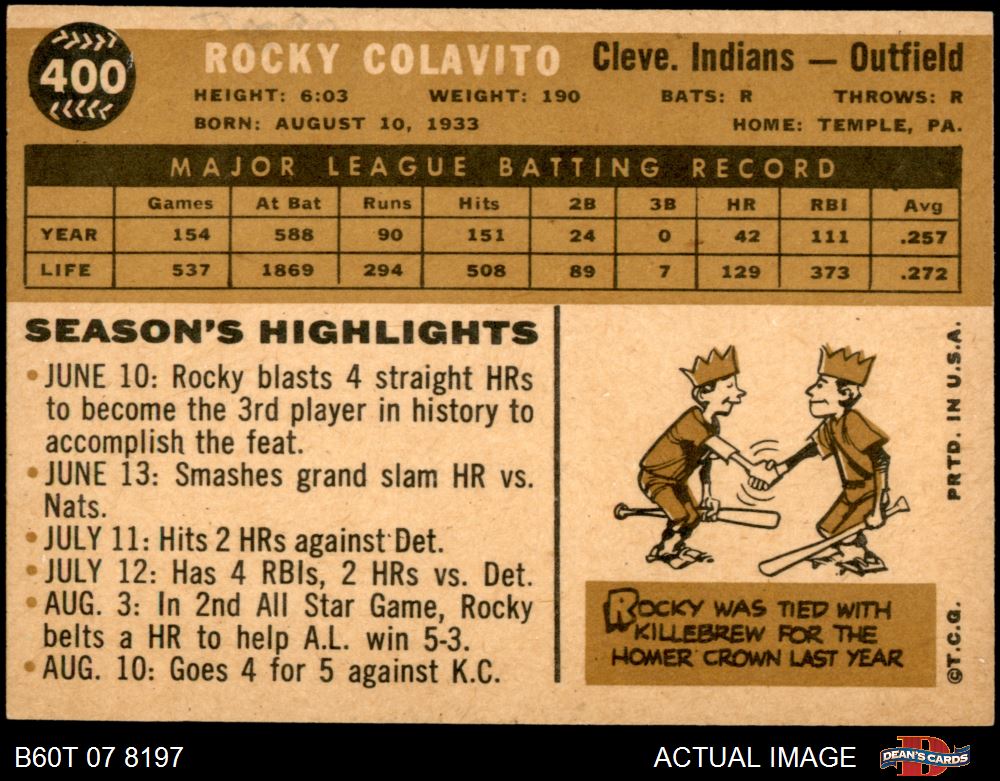 400
ROCKY COLAVITO Cleve. Indians — Outfield
HEIGHT: 6:03 WEIGHT: 190 BATS: R THROWS: R
BORN: AUGUST 10, 1933 HOME: TEMPLE, PA.
MAJOR LEAGUE BATTING RECORD
Games At Bat Runs Hits 2B 3B HR RBI Avg
YEAR 154 588 90 151 24 0 42 111 .257
LIFE 537 1869 294 508 89 7 129 373 .272
SEASON'S HIGHLIGHTS
• JUNE 10: Rocky blasts 4 straight HRs
to become the 3rd player in history to
accomplish the feat.
• JUNE 13: Smashes grand slam HR vs.
Nats.
• JULY 11: Hits 2 HRs against Det.
• JULY 12: Has 4 RBIs, 2 HRs vs. Det.
• AUG. 3: In 2nd All Star Game, Rocky
belts a HR to help A.L. win 5-3.
• AUG. 10: Goes 4 for 5 against K.C.
ROCKY WAS TIED WITH
KILLEBREW FOR THE
HOMER CROWN LAST YEAR
©T.C.G. PRTD. IN U.S.A.
B60T 07 8197 ACTUAL IMAGE DEAN'S CARDS